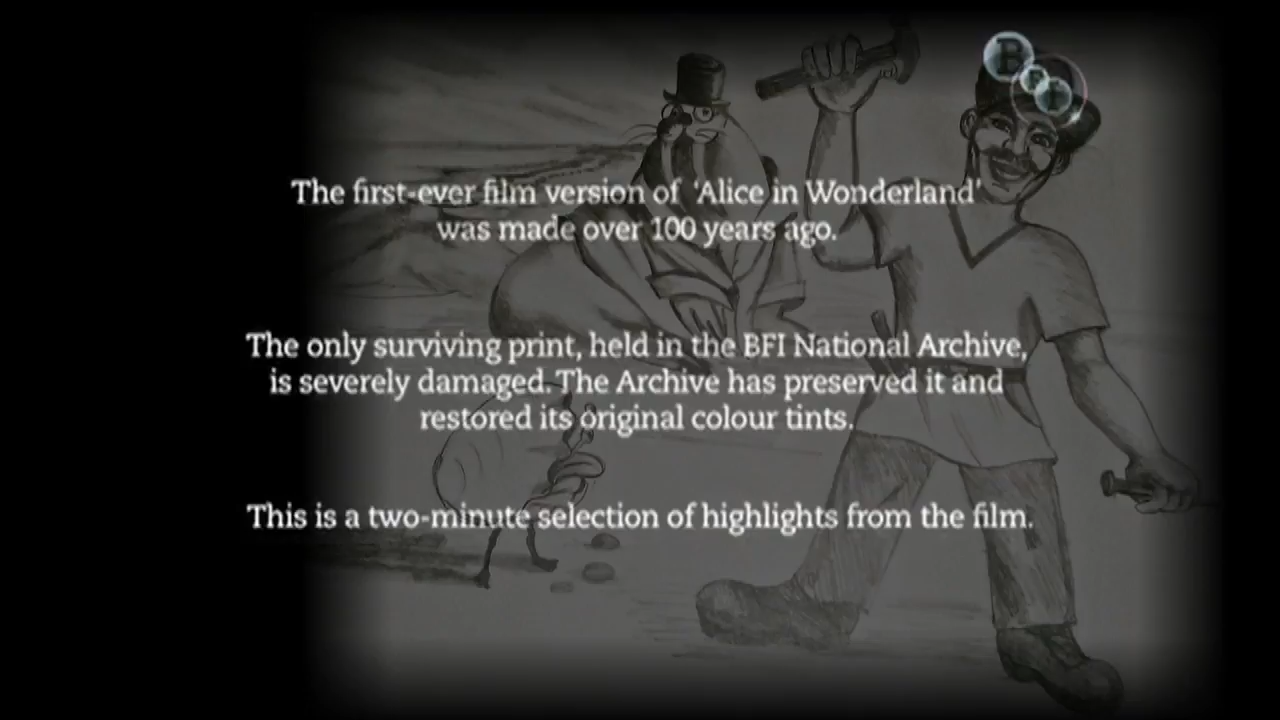 BFI
The first-ever film version of ‘Alice in Wonderland’
was made over 100 years ago.
The only surviving print, held in the BFI National Archive,
is severely damaged. The Archive has preserved it and
restored its original colour tints.
This is a two-minute selection of highlights from the film.